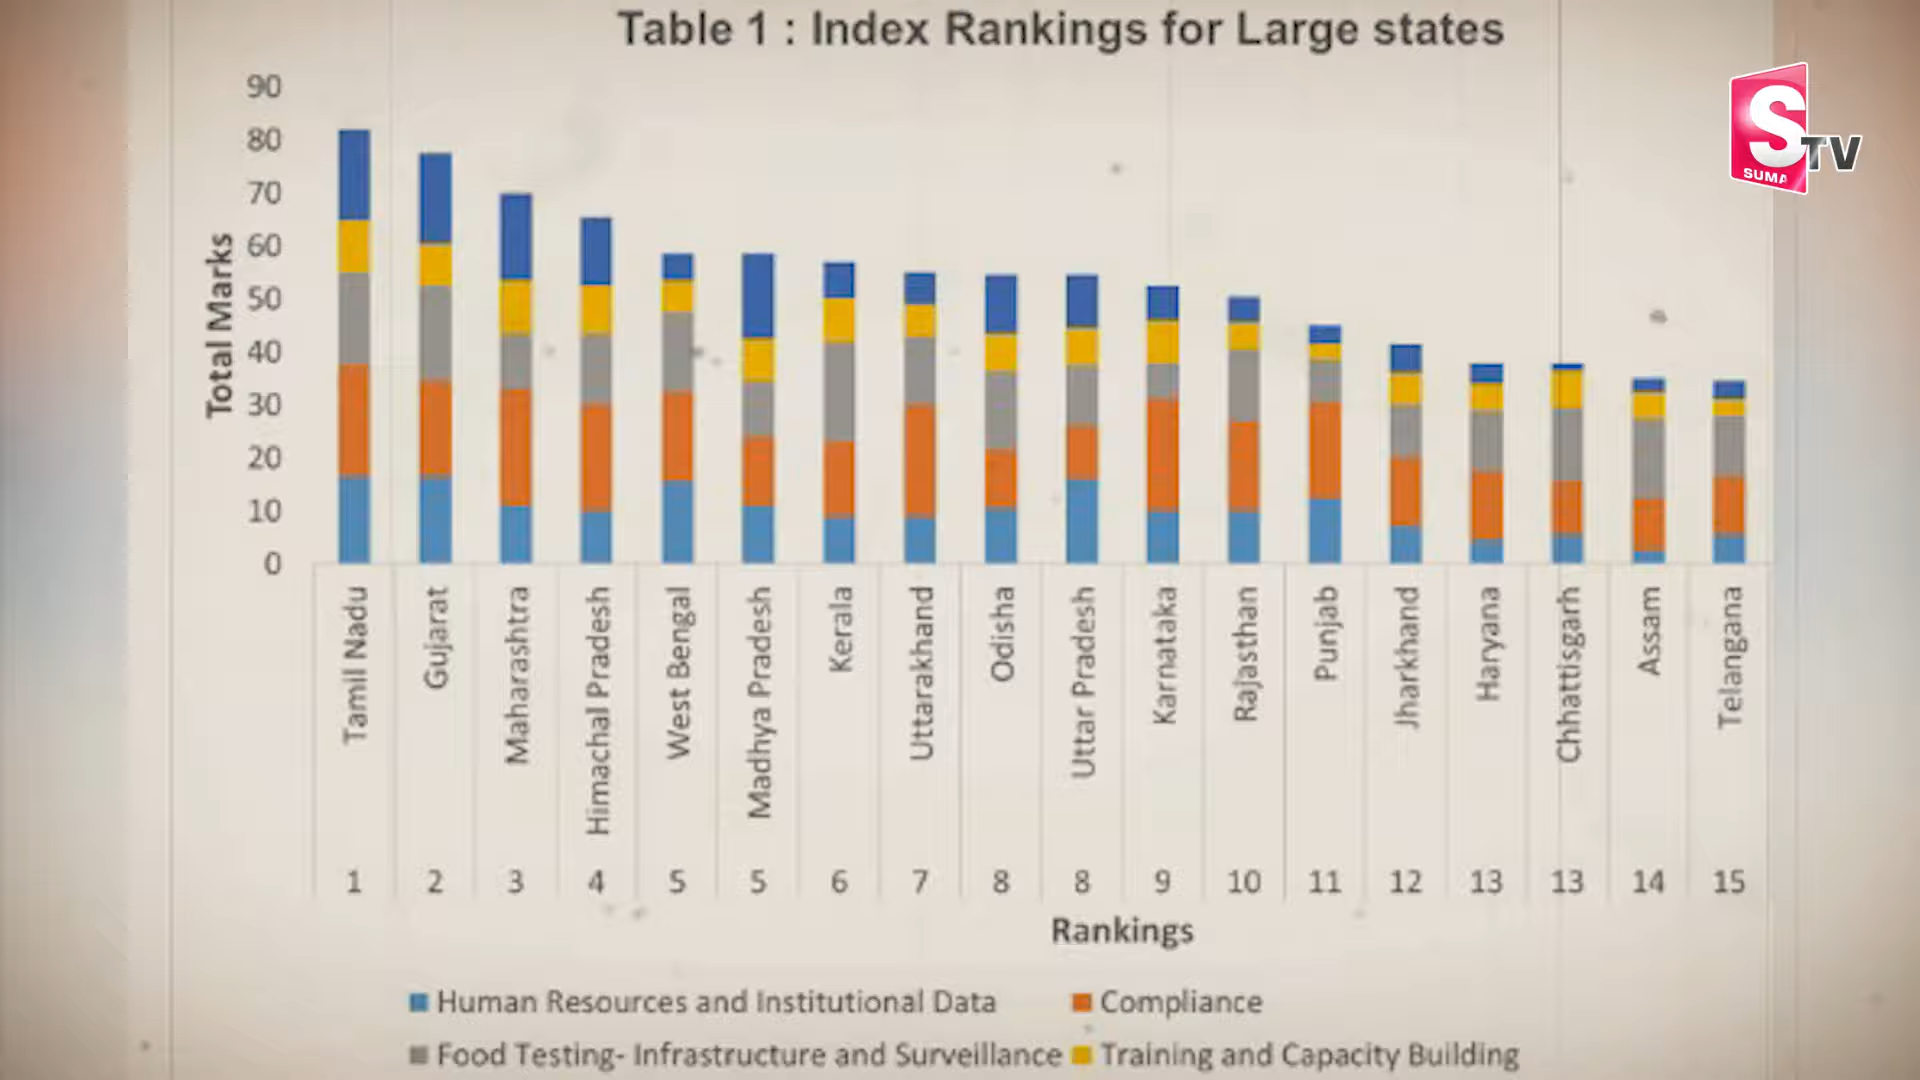 Table 1 : Index Rankings for Large states
S
TV
SUMA
Total Marks
90
80
70
60
50
40
30
20
10
0
Tamil Nadu
Gujarat
Maharashtra
Himachal Pradesh
West Bengal
Madhya Pradesh
Kerala
Uttarakhand
Odisha
Uttar Pradesh
Karnataka
Rajasthan
Punjab
Jharkhand
Haryana
Chhattisgarh
Assam
Telangana
1 2 3 4 5 5 6 7 8 8 9 10 11 12 13 13 14 15
Rankings
Human Resources and Institutional Data Compliance
Food Testing- Infrastructure and Surveillance Training and Capacity Building